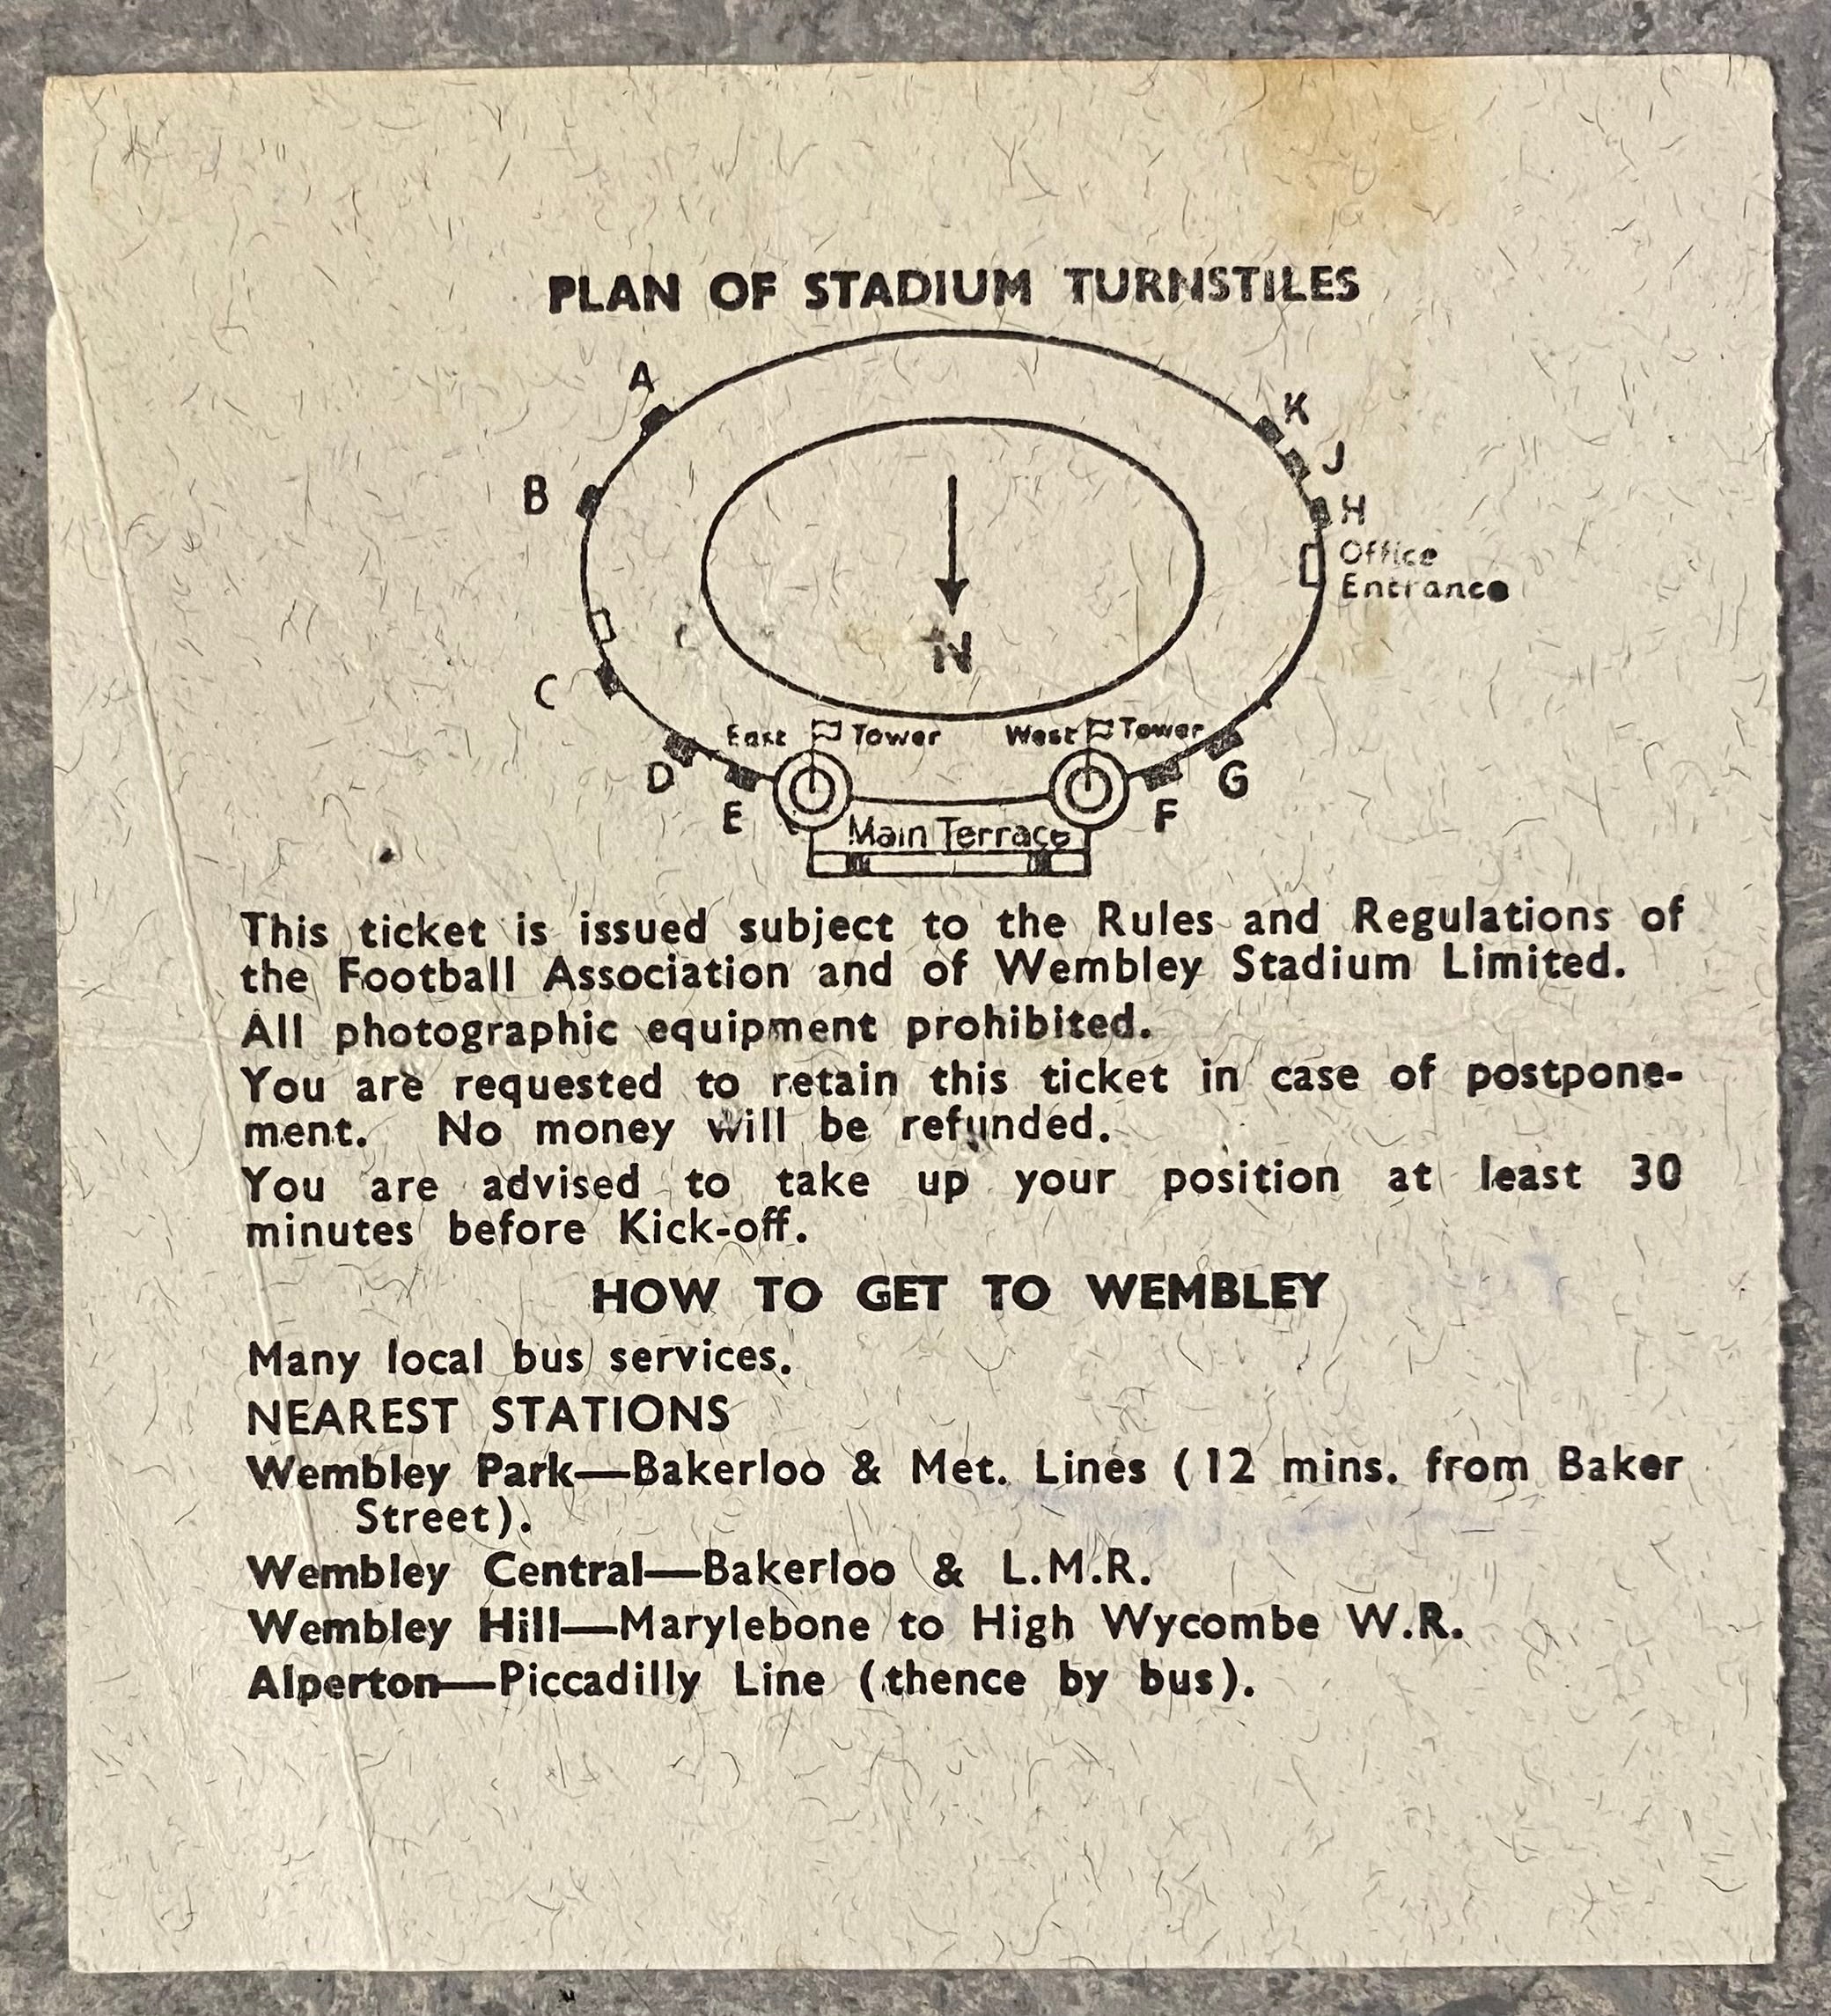 PLAN OF STADIUM TURNSTILES
A
K
J
B
H
Office
Entrance
N
C
East Tower
West Tower
D
G
E
F
Main Terrace
This ticket is issued subject to the Rules and Regulations of
the Football Association and of Wembley Stadium Limited.
All photographic equipment prohibited.
You are requested to retain this ticket in case of postpone-
ment. No money will be refunded.
You are advised to take up your position at least 30
minutes before Kick-off.
HOW TO GET TO WEMBLEY
Many local bus services.
NEAREST STATIONS
Wembley Park—Bakerloo & Met. Lines (12 mins. from Baker
Street).
Wembley Central—Bakerloo & L.M.R.
Wembley Hill—Marylebone to High Wycombe W.R.
Alperton—Piccadilly Line (thence by bus).